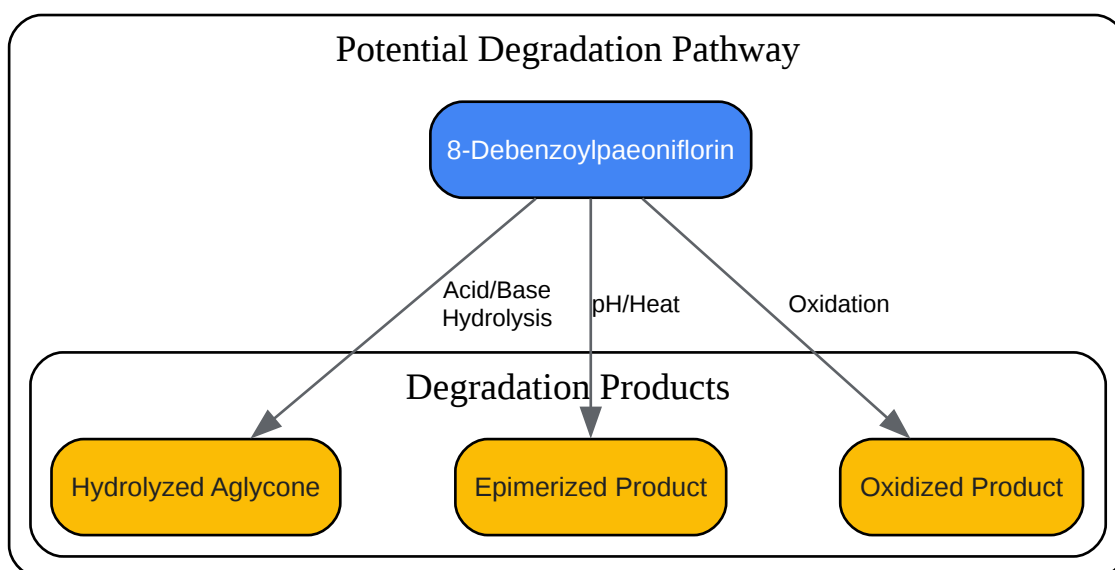 Potential Degradation Pathway
8-Debenzoylpaeoniflorin
Acid/Base
Hydrolysis
pH/Heat
Oxidation
Degradation Products
Hydrolyzed Aglycone
Epimerized Product
Oxidized Product